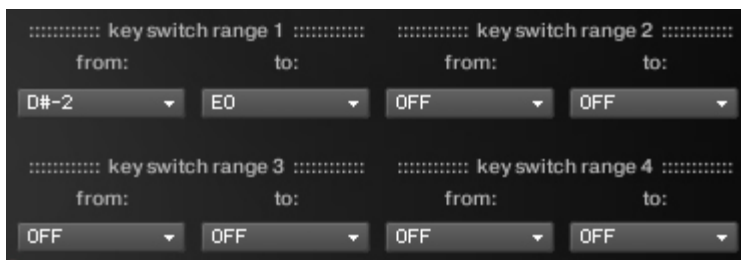 :::::::::::: key switch range 1 :::::::::::: :::::::::::: key switch range 2 ::::::::::::
from: to: from: to:
D#-2 E0 OFF OFF
:::::::::::: key switch range 3 :::::::::::: :::::::::::: key switch range 4 ::::::::::::
from: to: from: to:
OFF OFF OFF OFF